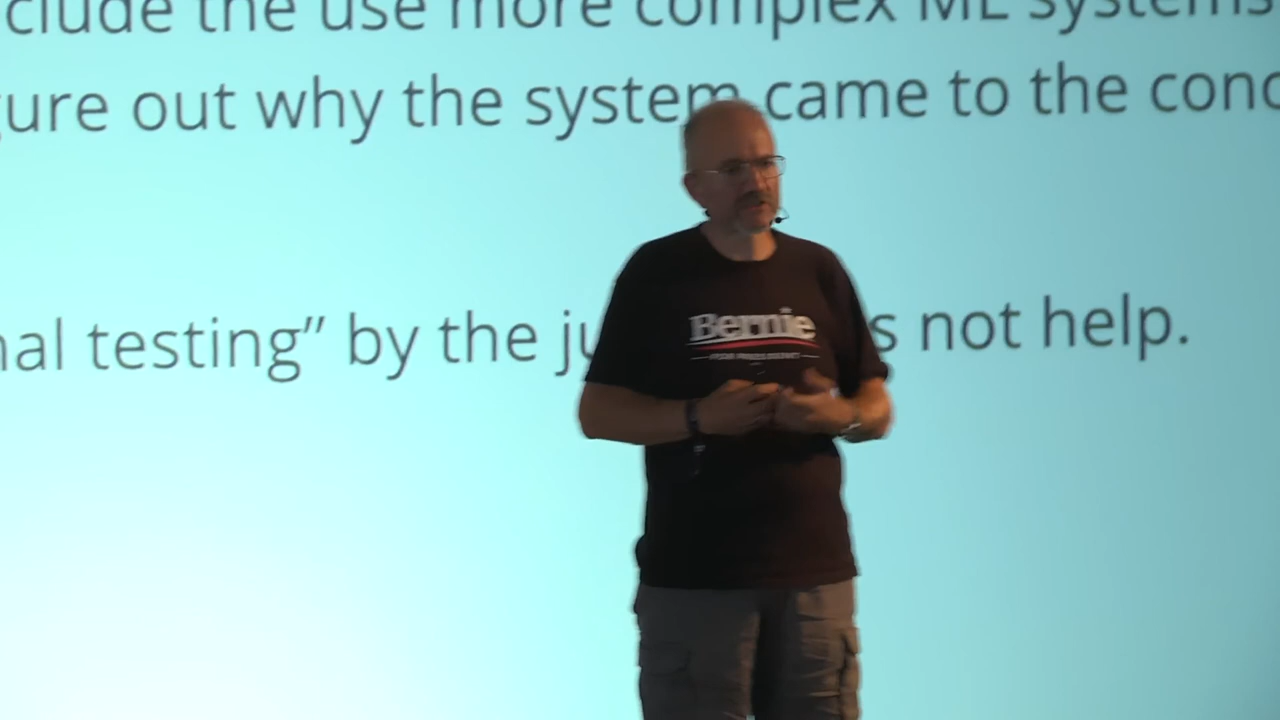 clude the use more complex ML systems
gure out why the system came to the conc
nal testing” by the ju s not help.
Bernie